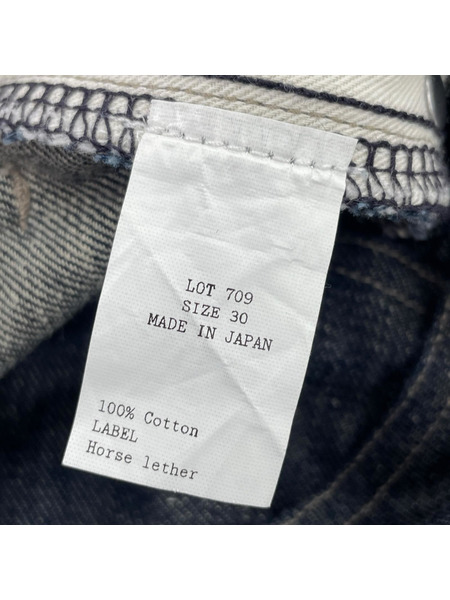 LOT 709
SIZE 30
MADE IN JAPAN
100% Cotton
LABEL
Horse lether